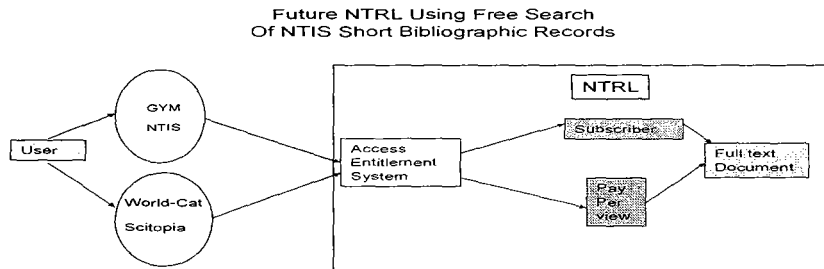 Future NTRL Using Free Search
Of NTIS Short Bibliographic Records
NTRL
GYM
NTIS
User
World-Cat
Scitopia
Access
Entitlement
System
Subscriber
Pay
Per
view
Full text
Document